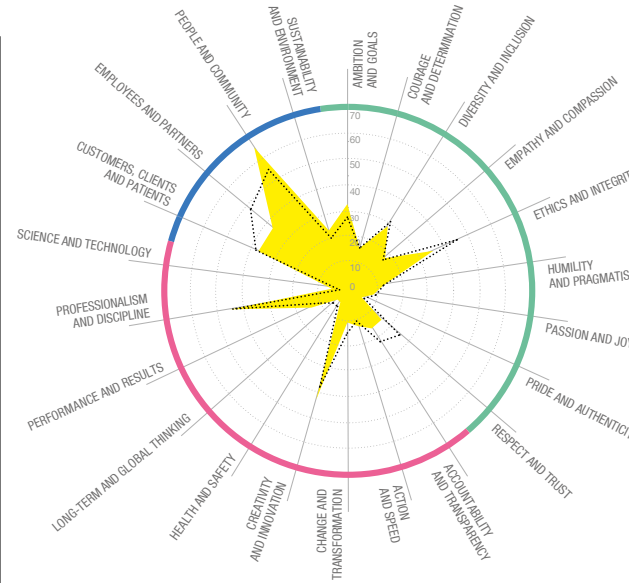 AMBITION
AND GOALS
COURAGE
AND DETERMINATION
DIVERSITY AND INCLUSION
EMPATHY AND COMPASSION
ETHICS AND INTEGRIT
HUMILITY
AND PRAGMATIS
PASSION AND JOY
PRIDE AND AUTHENTICI
RESPECT AND TRUST
ACCOUNTABILITY
AND TRANSPARENCY
ACTION
AND SPEED
CHANGE AND
TRANSFORMATION
CREATIVITY
AND INNOVATION
HEALTH AND SAFETY
LONG-TERM AND GLOBAL THINKING
PERFORMANCE AND RESULTS
PROFESSIONALISM
AND DISCIPLINE
SCIENCE AND TECHNOLOGY
CUSTOMERS, CLIENTS
AND PATIENTS
EMPLOYEES AND PARTNERS
PEOPLE AND COMMUNITY
SUSTAINABILITY
AND ENVIRONMENT
70
60
50
40
30
20
10
0